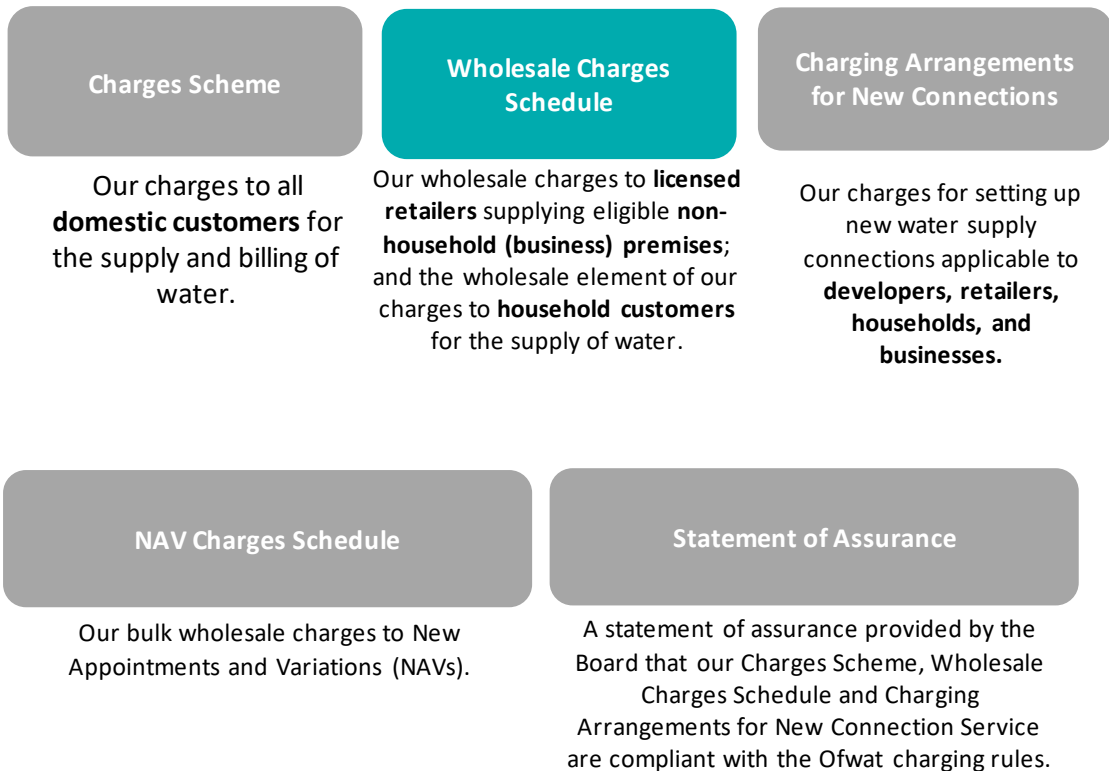 Charges Scheme
Our charges to all
domestic customers for
the supply and billing of
water.
Wholesale Charges
Schedule
Our wholesale charges to licensed
retailers supplying eligible non-
household (business) premises;
and the wholesale element of our
charges to household customers
for the supply of water.
Charging Arrangements
for New Connections
Our charges for setting up
new water supply
connections applicable to
developers, retailers,
households, and
businesses.
NAV Charges Schedule
Our bulk wholesale charges to New
Appointments and Variations (NAVs).
Statement of Assurance
A statement of assurance provided by the
Board that our Charges Scheme, Wholesale
Charges Schedule and Charging
Arrangements for New Connection Service
are compliant with the Ofwat charging rules.